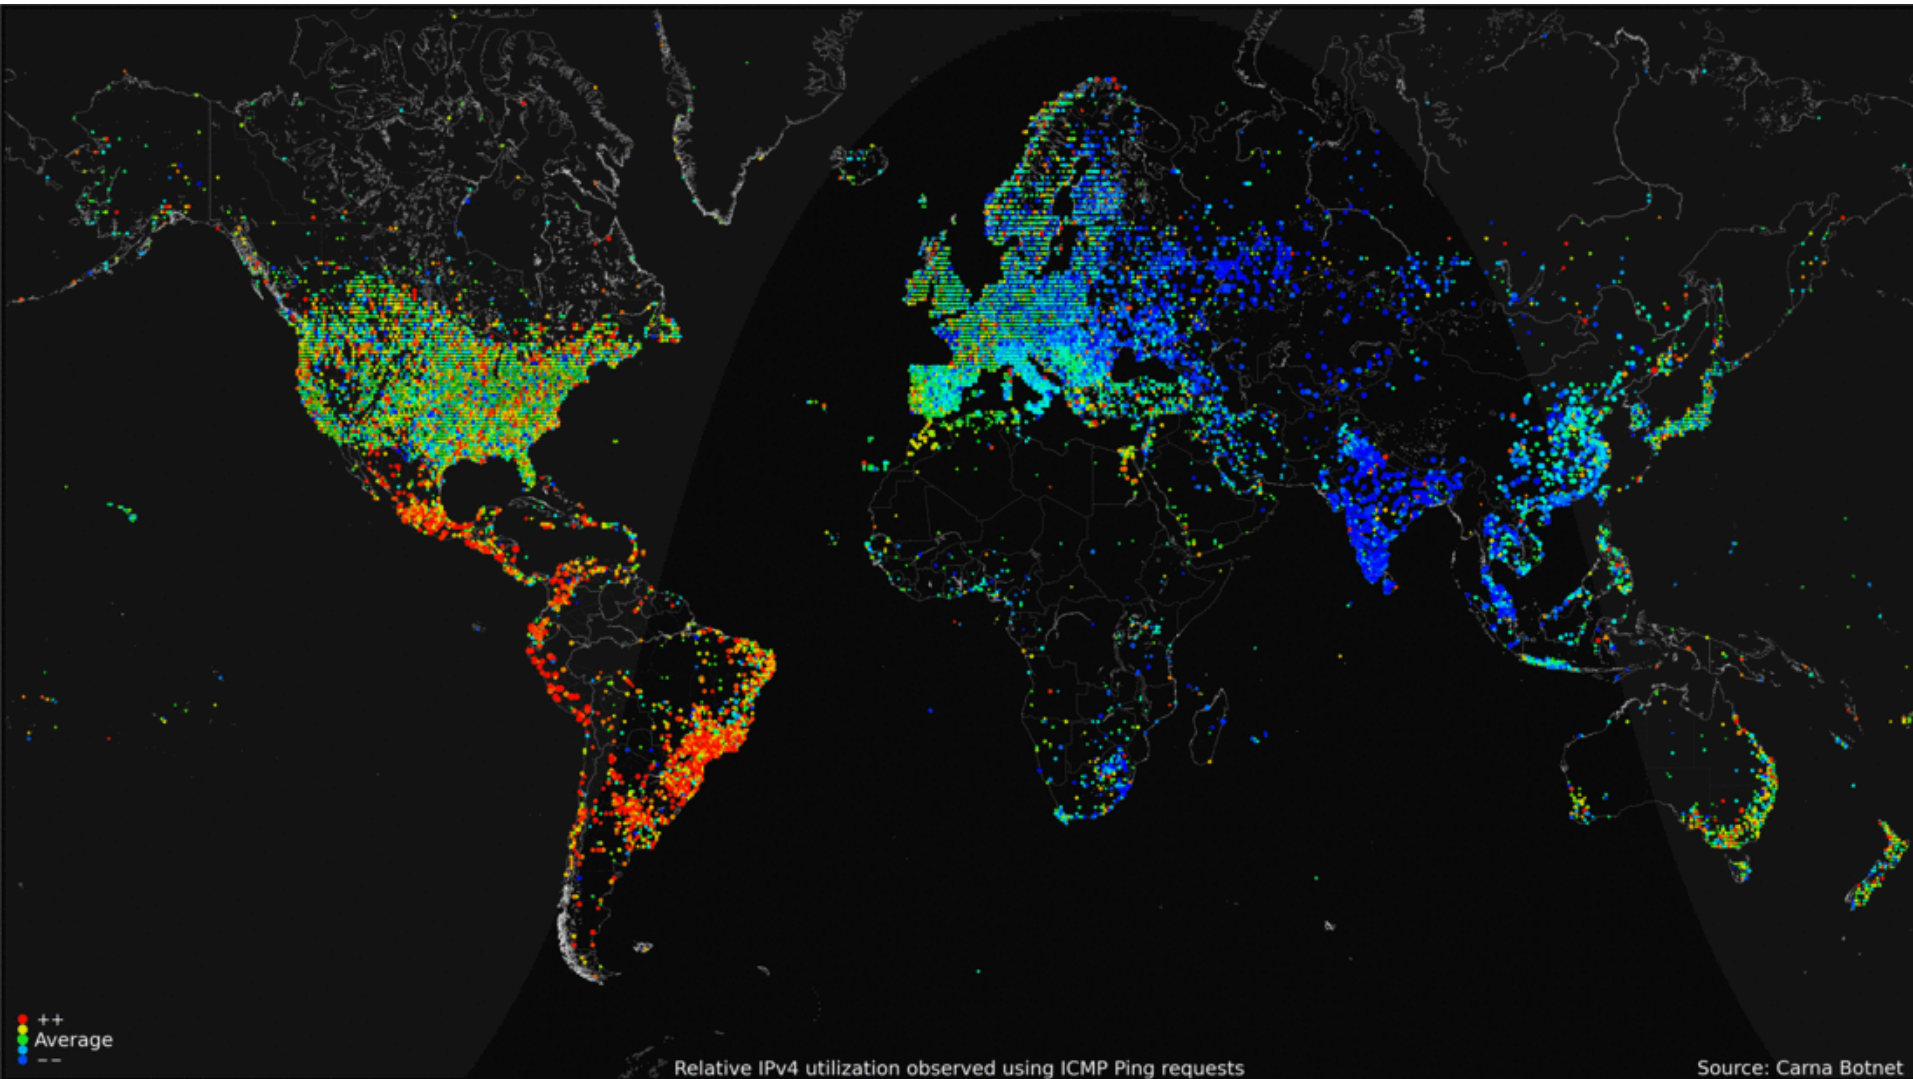 ++
Average
--
Relative IPv4 utilization observed using ICMP Ping requests
Source: Carna Botnet